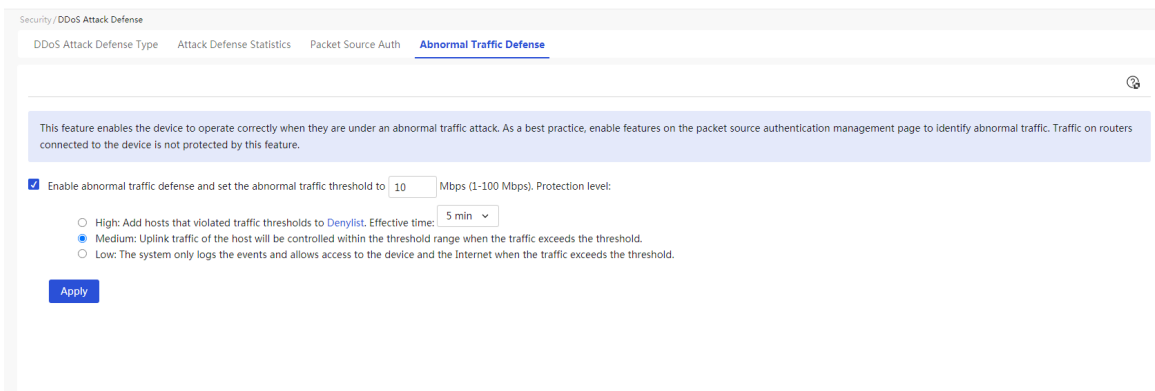 Security / DDoS Attack Defense
DDoS Attack Defense Type Attack Defense Statistics Packet Source Auth Abnormal Traffic Defense
This feature enables the device to operate correctly when they are under an abnormal traffic attack. As a best practice, enable features on the packet source authentication management page to identify abnormal traffic. Traffic on routers
connected to the device is not protected by this feature.
Enable abnormal traffic defense and set the abnormal traffic threshold to 10 Mbps (1-100 Mbps). Protection level:
High: Add hosts that violated traffic thresholds to Denylist. Effective time: 5 min
Medium: Uplink traffic of the host will be controlled within the threshold range when the traffic exceeds the threshold.
Low: The system only logs the events and allows access to the device and the Internet when the traffic exceeds the threshold.
Apply